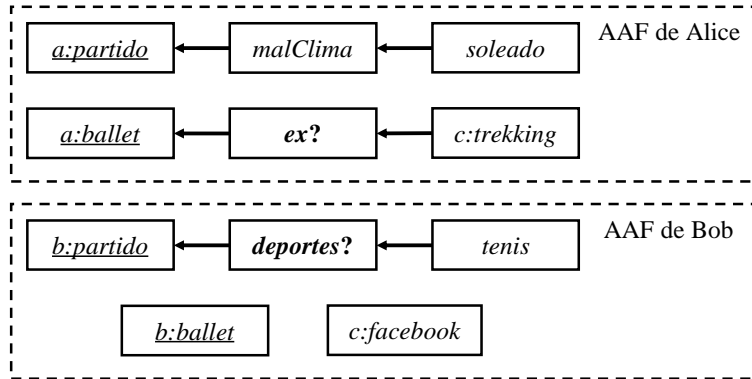 AAF de Alice
a:partido malClima soleado
a:ballet ex? c:trekking
AAF de Bob
b:partido deportes? tenis
b:ballet c:facebook